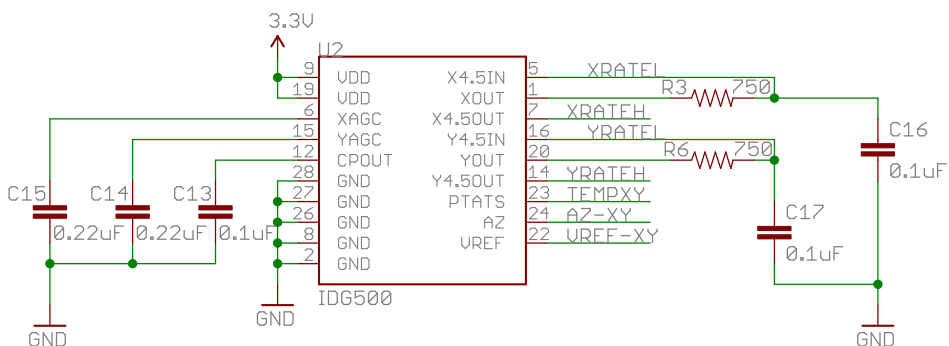 3.3V
U2
9 VDD X4.5IN 5 XRATEL
19 VDD XOUT 1 R3 750
6 XAGC X4.5OUT 7 XRATEH
15 YAGC Y4.5IN 16 YRATEL
12 CPOUT YOUT 20 R6 750
28 GND Y4.5OUT 14 YRATEH
27 GND PTATS 23 TEMPXY
26 GND AZ 24 AZ-XY
8 GND VREF 22 VREF-XY
2 GND
IDG500
C15 0.22uF
C14 0.22uF
C13 0.1uF
C16 0.1uF
C17 0.1uF
GND
GND
GND